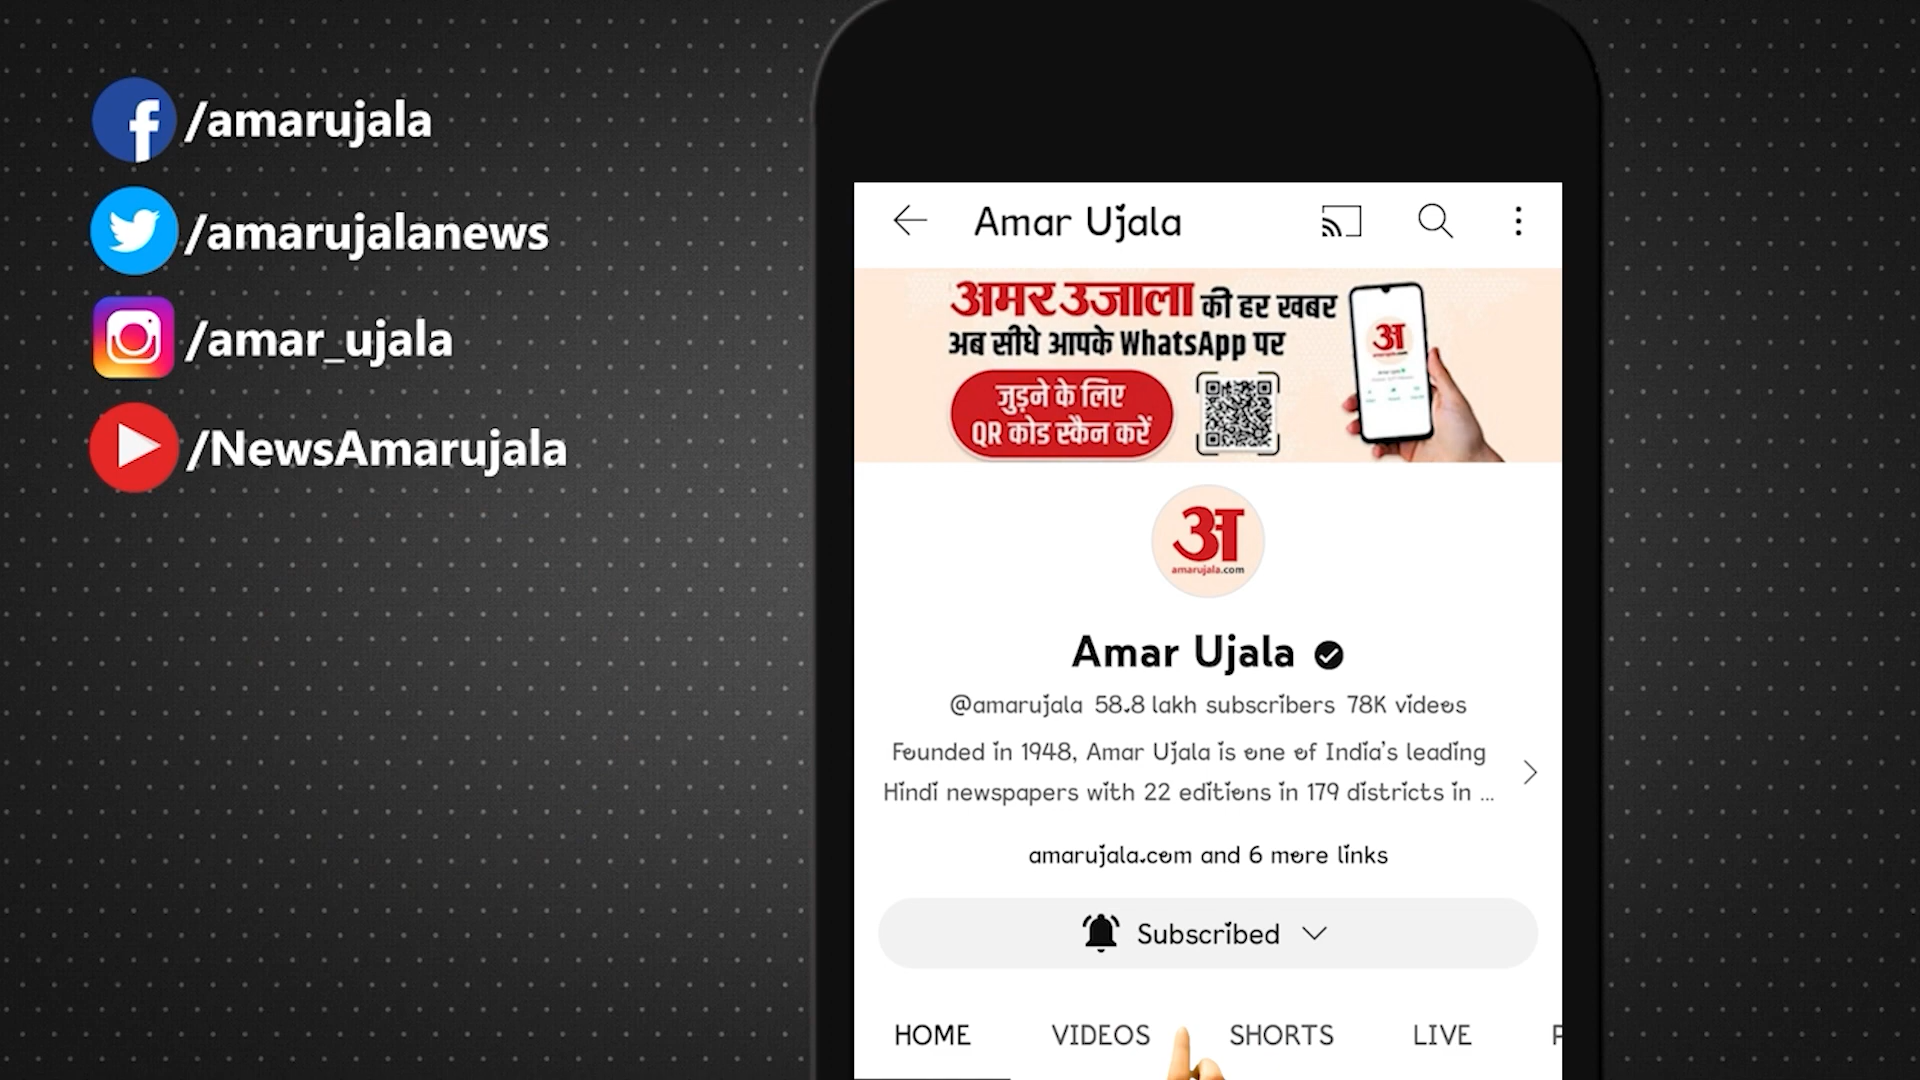 /amarujala
/amarujalanews
/amar_ujala
/NewsAmarujala
Amar Ujala
अमर उजाला की हर खबर
अब सीधे आपके WhatsApp पर
जुड़ने के लिए
QR कोड स्कैन करें
अ
अ
amarujala.com
Amar Ujala
@amarujala 58.8 lakh subscribers 78K videos
Founded in 1948, Amar Ujala is one of India's leading
Hindi newspapers with 22 editions in 179 districts in ...
amarujala.com and 6 more links
Subscribed
HOME VIDEOS SHORTS LIVE